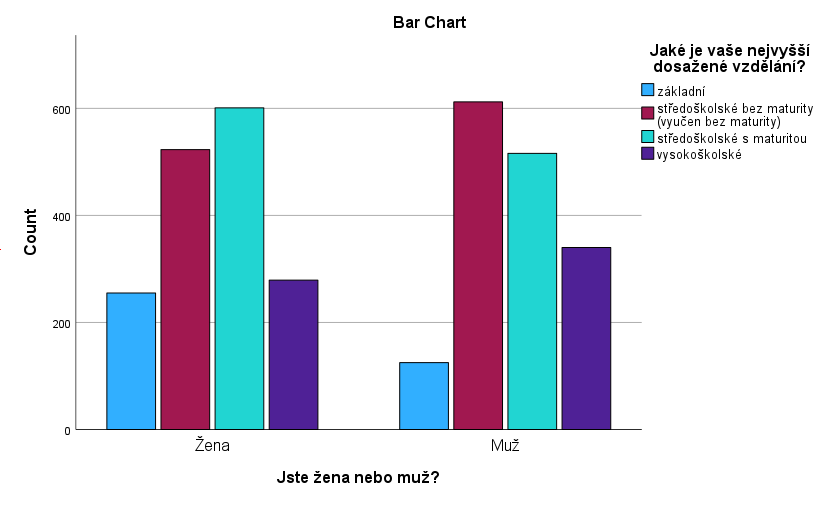 Bar Chart
Jaké je vaše nejvyšší
dosažené vzdělání?
základní
středoškolské bez maturity
(vyučen bez maturity)
středoškolské s maturitou
vysokoškolské
Count
600
400
200
0
Žena
Muž
Jste žena nebo muž?